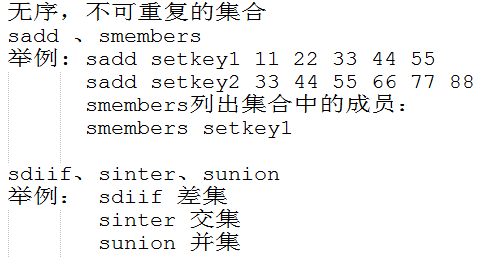 无序，不可重复的集合
sadd 、smembers
举例：sadd setkey1 11 22 33 44 55
sadd setkey2 33 44 55 66 77 88
smembers列出集合中的成员：
smembers setkey1
sdiif、sinter、sunion
举例： sdiif 差集
sinter 交集
sunion 并集